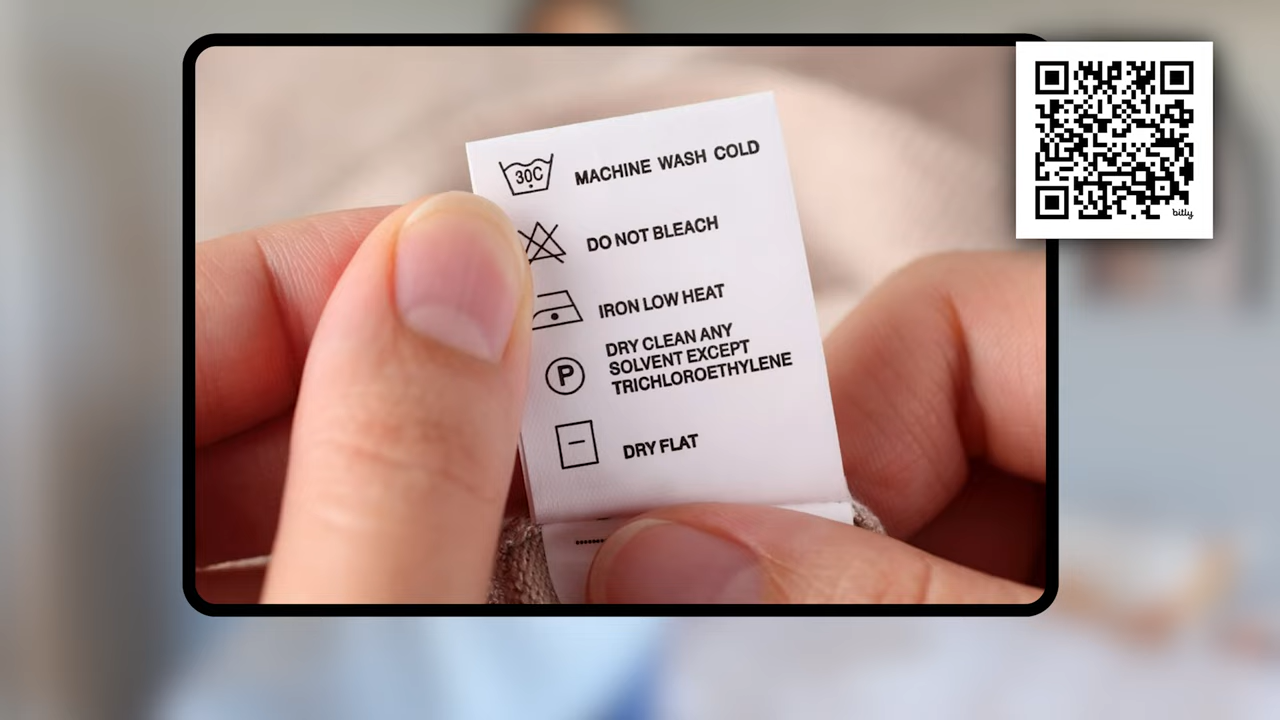 30C MACHINE WASH COLD
DO NOT BLEACH
IRON LOW HEAT
DRY CLEAN ANY
SOLVENT EXCEPT
TRICHLOROETHYLENE
P
DRY FLAT
bitly